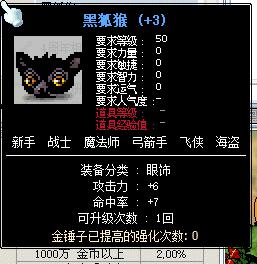 黑狐猴 (+3)
要求等级 : 50
要求力量 : 0
要求敏捷 : 0
要求智力 : 0
要求运气 : 0
要求人气度 : -
道具等级 : -
道具经验值 : -
新手 战士 魔法师 弓箭手 飞侠 海盗
装备分类 : 眼饰
攻击力 : +6
命中率 : +7
可升级次数 : 1回
金锤子已提高的强化次数: 0
1000万 金币以上 2,00%